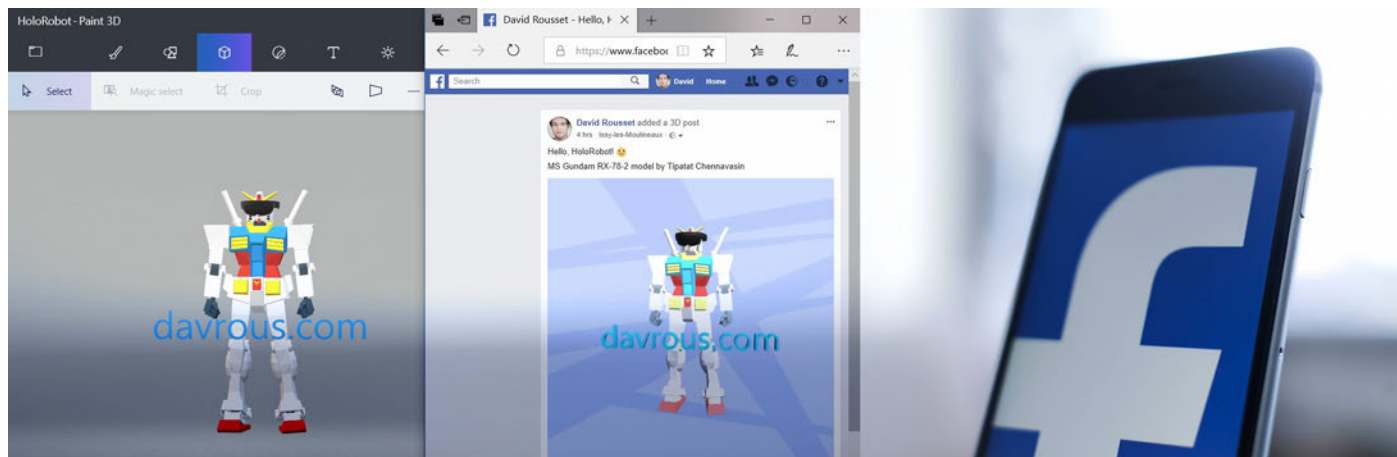 HoloRobot - Paint 3D
T
Select
Magic select
Crop
davrous.com
David Rousset - Hello, H
https://www.faceboo
f
Search
David
Home
David Rousset added a 3D post
4 hrs Issy-les-Moulineaux
Hello, HoloRobot!
MS Gundam RX-78-2 model by Tipatat Chennavasin
davrous.com
f